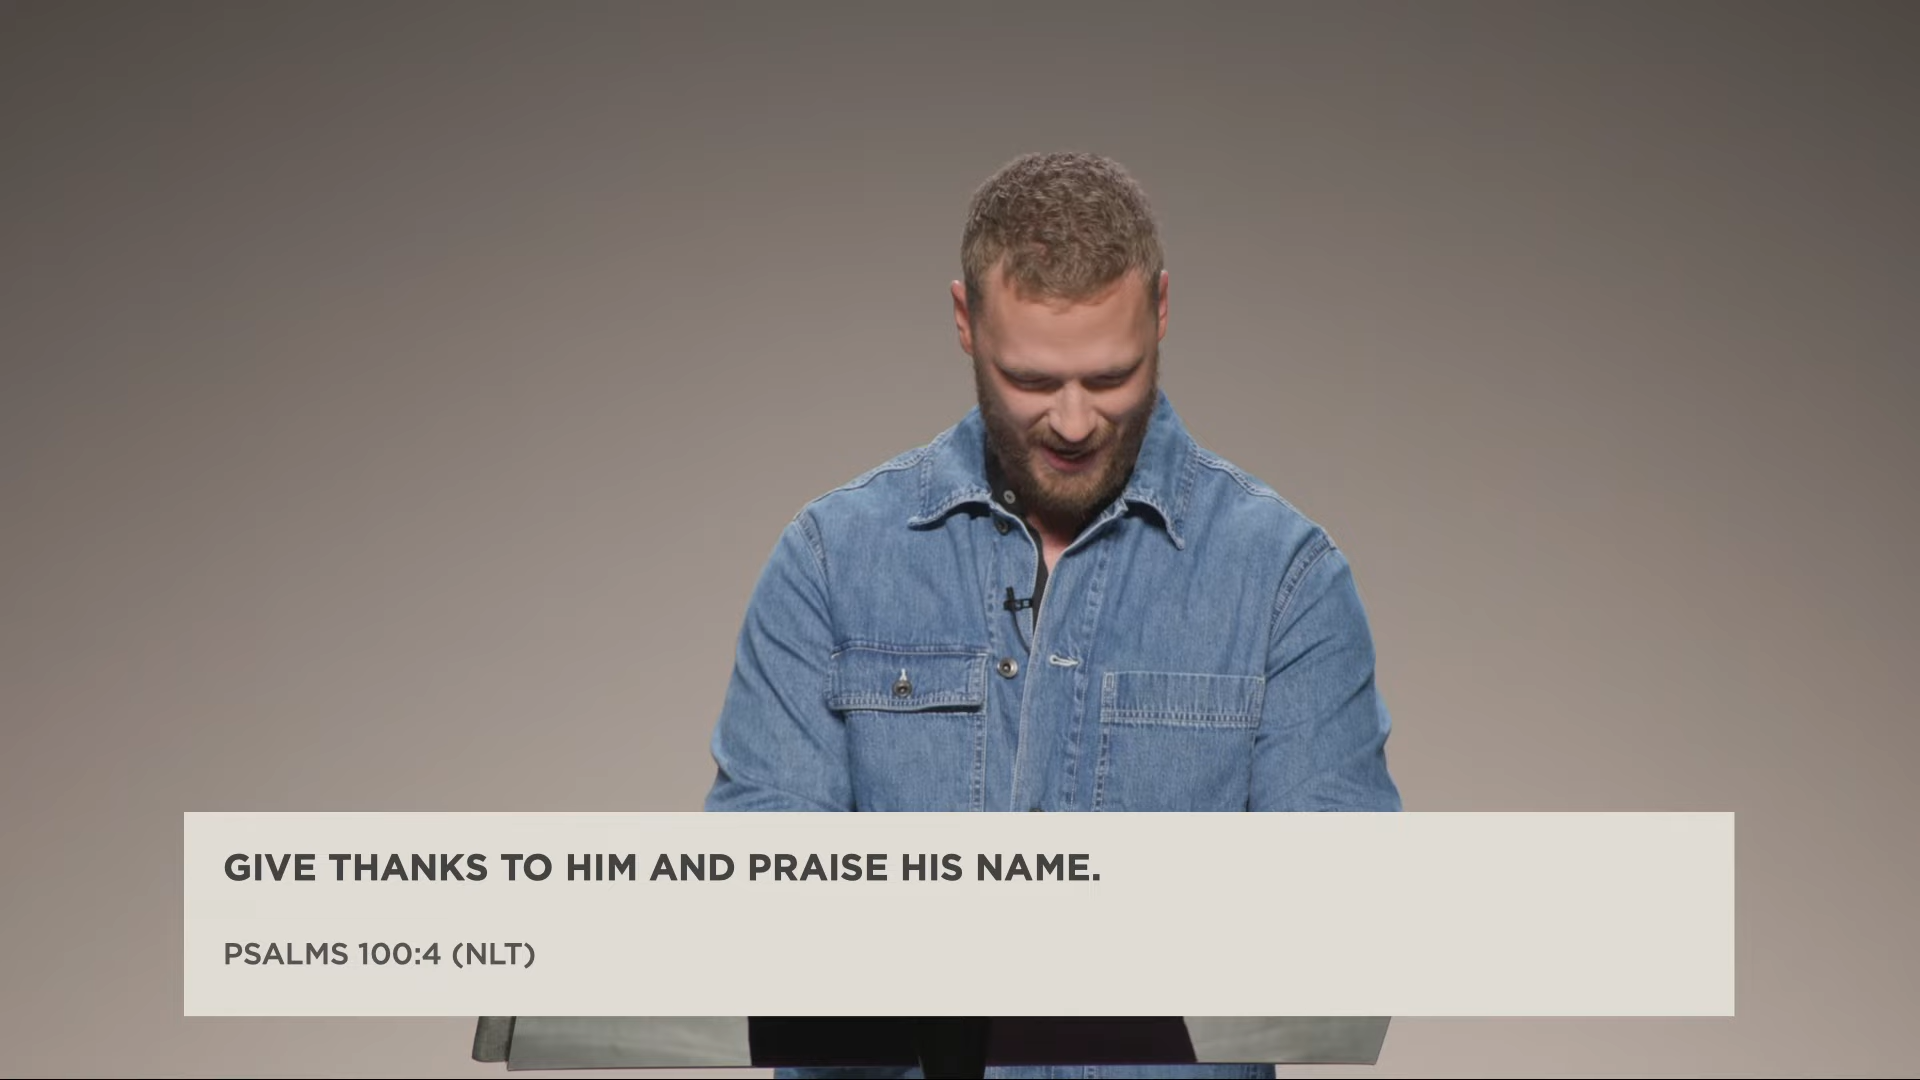 GIVE THANKS TO HIM AND PRAISE HIS NAME.
PSALMS 100:4 (NLT)